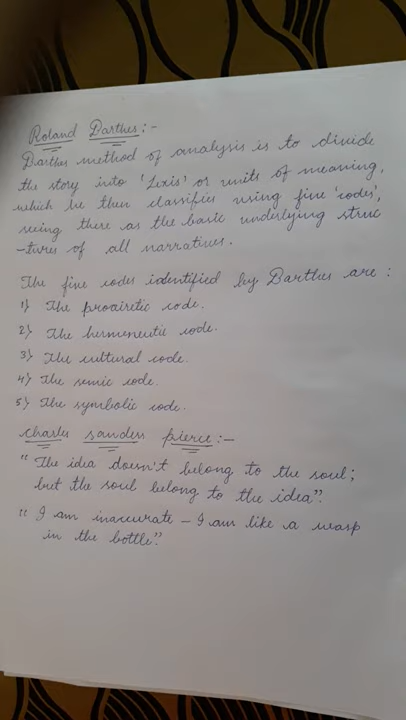 Roland Barthes:-
Barthes method of analysis is to divide
the story into 'Lexis' or units of meaning,
which he then classifies using five 'codes',
seeing these as the basic underlying struc
-tures of all narratives.
The five codes identified by Barthes are:
1) The proairetic code.
2) The hermeneutic code.
3) The cultural code.
4) The semic code.
5) The symbolic code.
Charles sanders pierce:-
"The idea doesn't belong to the soul;
but the soul belong to the idea".
"I am inaccurate - I am like a wasp
in the bottle".